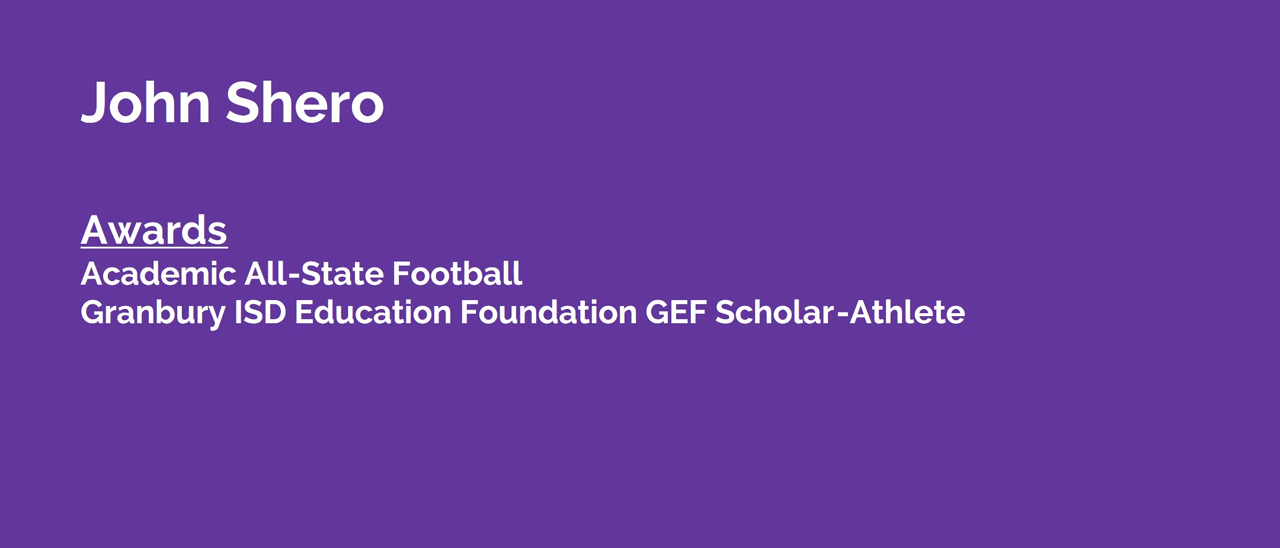 John Shero
Awards
Academic All-State Football
Granbury ISD Education Foundation GEF Scholar-Athlete